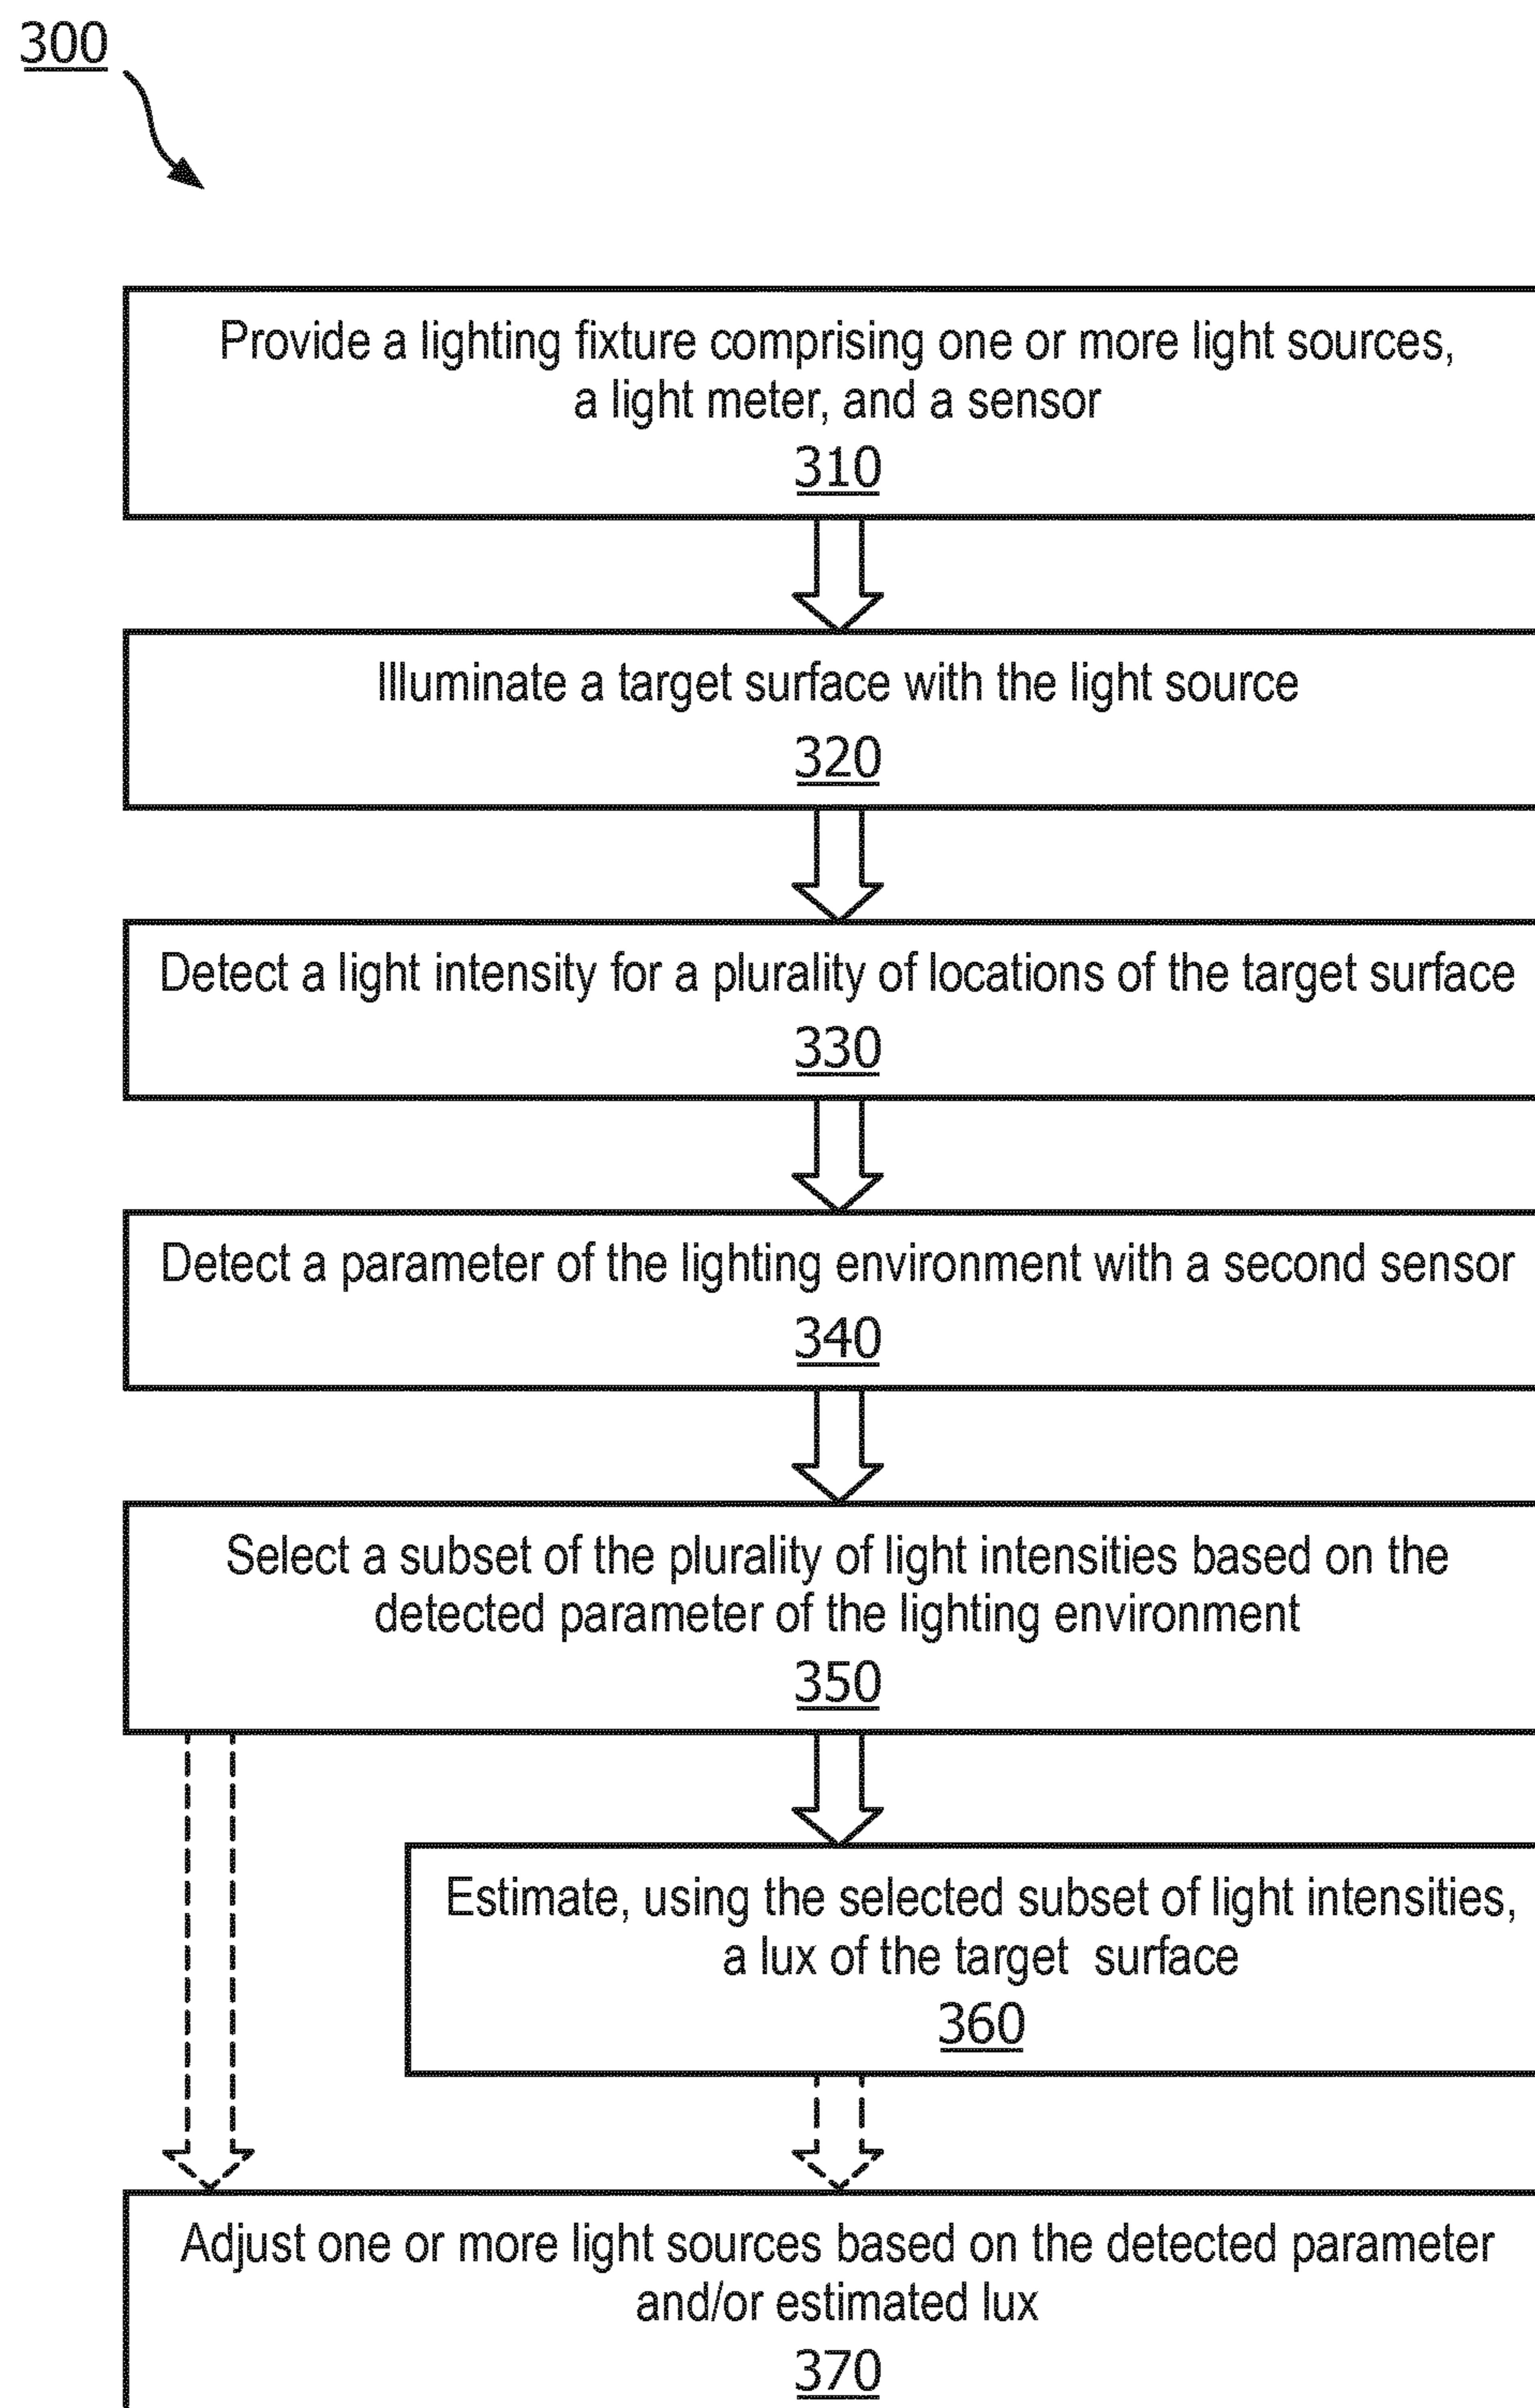 300
Provide a lighting fixture comprising one or more light sources,
a light meter, and a sensor
310
Illuminate a target surface with the light source
320
Detect a light intensity for a plurality of locations of the target surface
330
Detect a parameter of the lighting environment with a second sensor
340
Select a subset of the plurality of light intensities based on the
detected parameter of the lighting environment
350
Estimate, using the selected subset of light intensities,
a lux of the target surface
360
Adjust one or more light sources based on the detected parameter
and/or estimated lux
370